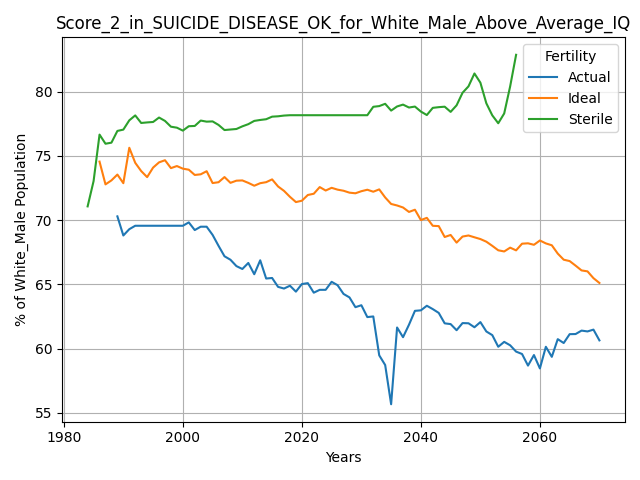 Score_2_in_SUICIDE_DISEASE_OK_for_White_Male_Above_Average_IQ
% of White_Male Population
80
75
70
65
60
55
Fertility
Actual
Ideal
Sterile
1980 2000 2020 2040 2060
Years